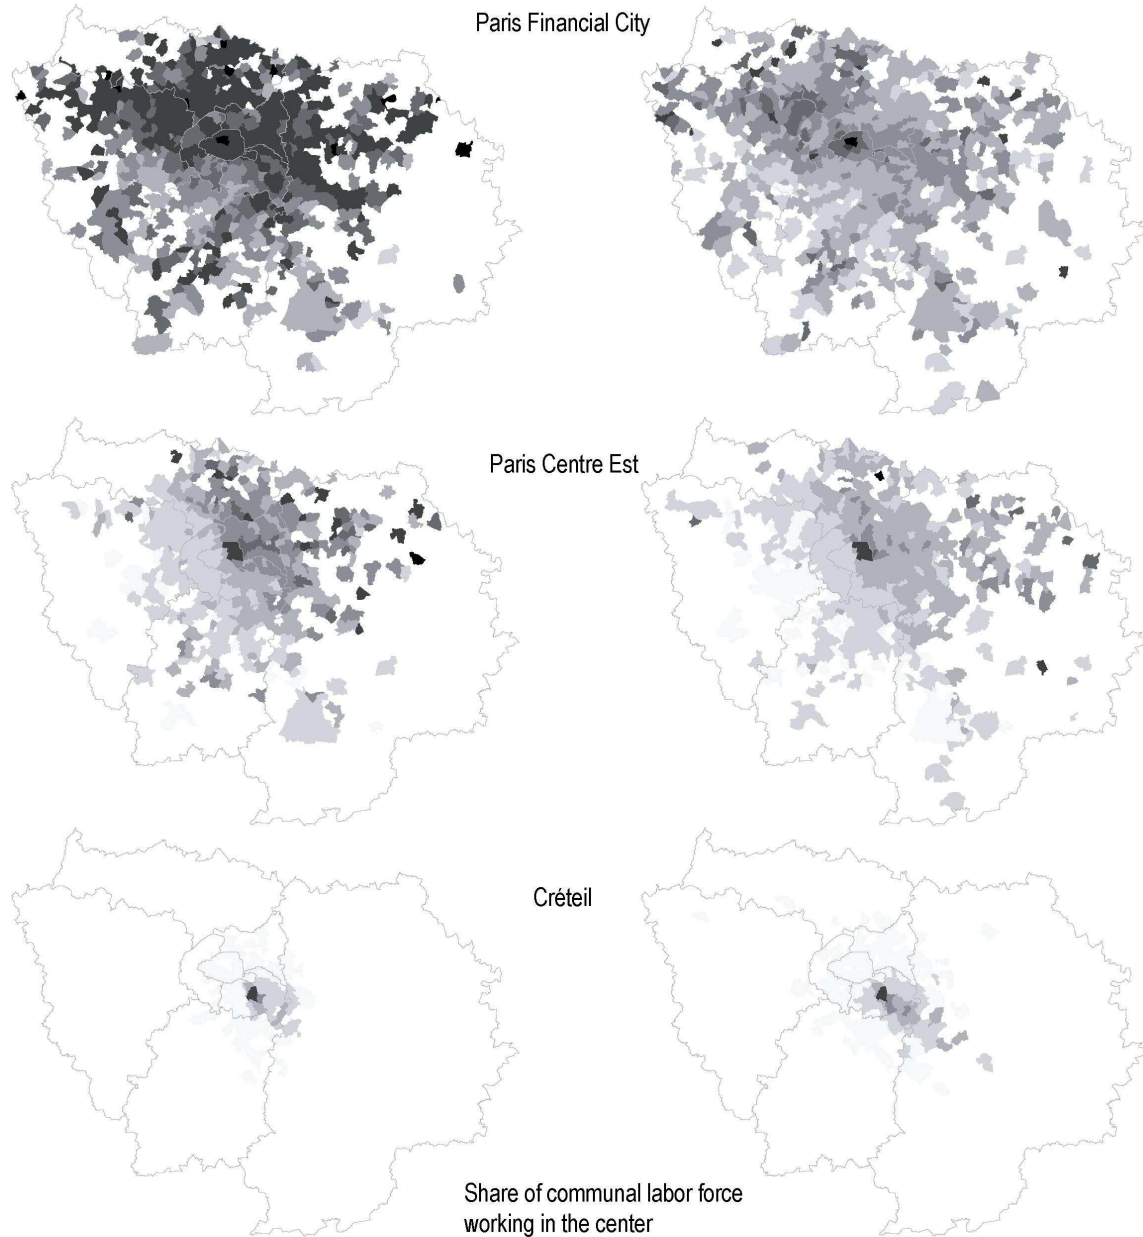 Paris Financial City
Paris Centre Est
Créteil
Share of communal labor force
working in the center